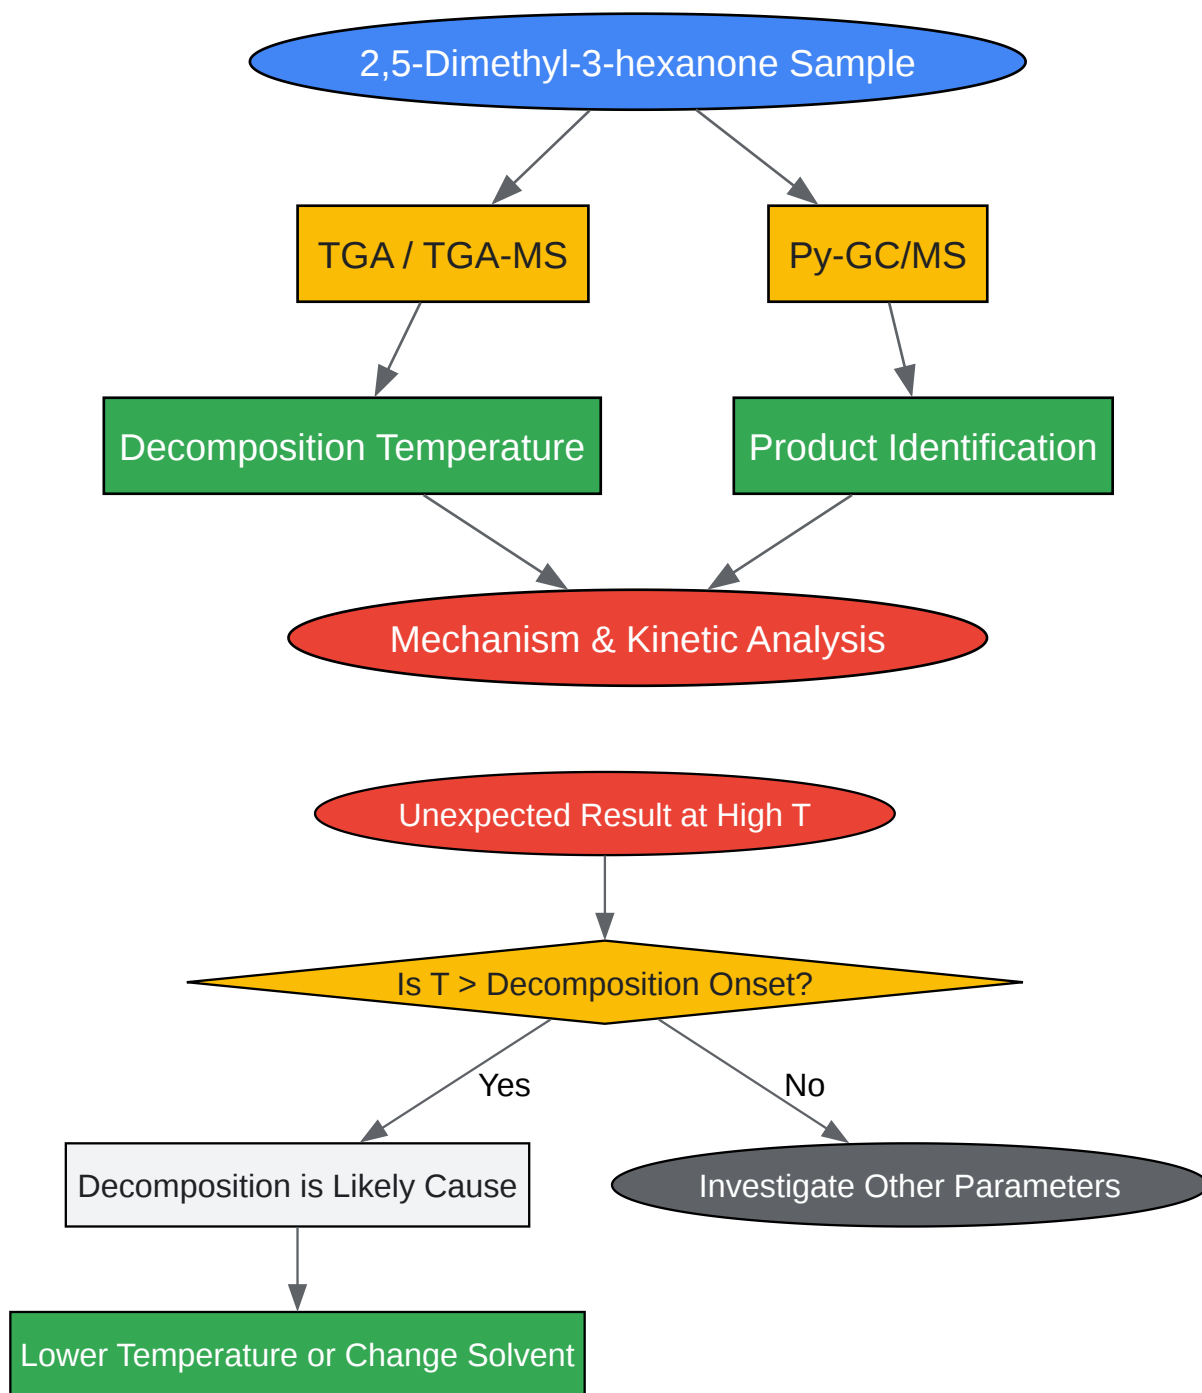 2,5-Dimethyl-3-hexanone Sample
TGA / TGA-MS
Py-GC/MS
Decomposition Temperature
Product Identification
Mechanism & Kinetic Analysis
Unexpected Result at High T
Is T > Decomposition Onset?
Yes
No
Decomposition is Likely Cause
Investigate Other Parameters
Lower Temperature or Change Solvent